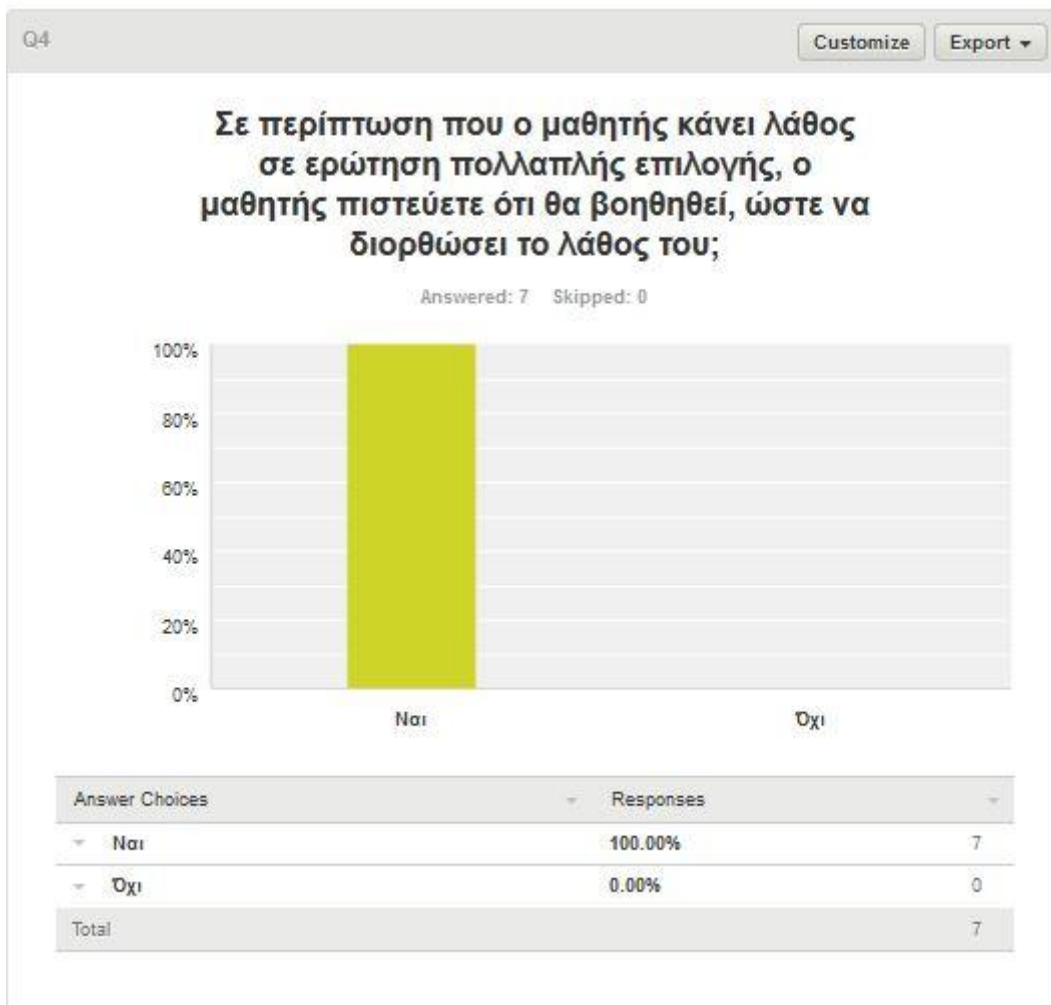 Q4
Customize Export
Σε περίπτωση που ο μαθητής κάνει λάθος
σε ερώτηση πολλαπλής επιλογής, ο
μαθητής πιστεύετε ότι θα βοηθηθεί, ώστε να
διορθώσει το λάθος του;
Answered: 7 Skipped: 0
100%
80%
60%
40%
20%
0%
Ναι Όχι
Answer Choices Responses
Ναι 100.00% 7
Όχι 0.00% 0
Total 7